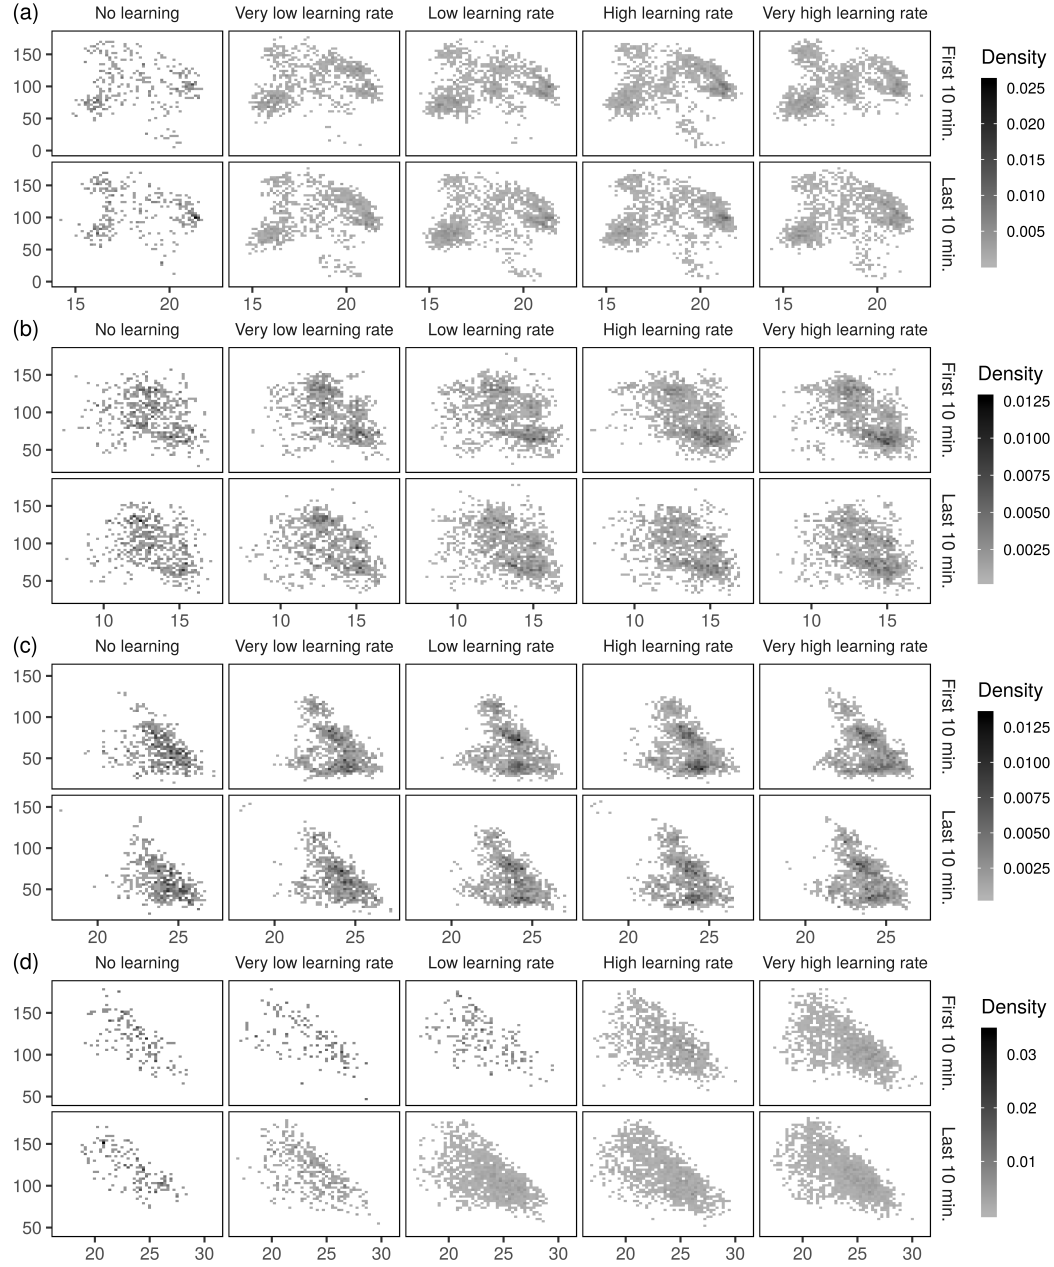 (a)
No learning Very low learning rate Low learning rate High learning rate Very high learning rate
150
100
50
0
First 10 min.
150
100
50
0
Last 10 min.
15 20 15 20 15 20 15 20 15 20
Density
0.025
0.020
0.015
0.010
0.005
(b)
No learning Very low learning rate Low learning rate High learning rate Very high learning rate
150
100
50
First 10 min.
150
100
50
Last 10 min.
10 15 10 15 10 15 10 15 10 15
Density
0.0125
0.0100
0.0075
0.0050
0.0025
(c)
No learning Very low learning rate Low learning rate High learning rate Very high learning rate
150
100
50
First 10 min.
150
100
50
Last 10 min.
20 25 20 25 20 25 20 25 20 25
Density
0.0125
0.0100
0.0075
0.0050
0.0025
(d)
No learning Very low learning rate Low learning rate High learning rate Very high learning rate
150
100
50
First 10 min.
150
100
50
Last 10 min.
20 25 30 20 25 30 20 25 30 20 25 30 20 25 30
Density
0.03
0.02
0.01